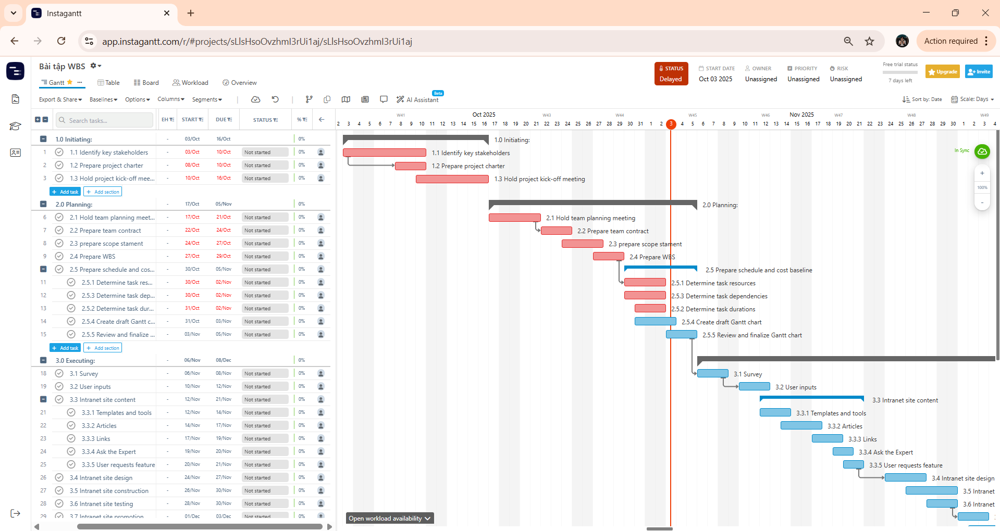 Instagantt
app.instagantt.com/r/#projects/sLlsHsoOvzhmI3rUi1aj/sLlsHsoOvzhmI3rUi1aj
Action required
Bài tập WBS
STATUS
Delayed
START DATE
Oct 03 2025
OWNER
Unassigned
PRIORITY
Unassigned
RISK
Unassigned
Free trial status
7 days left
Upgrade
Invite
Gantt Table Board Workload Overview
Export & Share Baselines Options Columns Segments AI Assistant Beta Sort by: Date Scale: Days
Search tasks... EH START DUE STATUS %
W41 Oct 2025 W43 W44 W45 W46 Nov 2025 W47 W48 W49
2 3 4 5 6 7 8 9 10 11 12 13 14 15 16 17 18 19 20 21 22 23 24 25 26 27 28 29 30 31 1 2 3 4 5 6 7 8 9 10 11 12 13 14 15 16 17 18 19 20 21 22 23 24 25 26 27 28 29 30 1 2 3 4
1.0 Initiating: - 03/Oct 16/Oct 0% 1.0 Initiating:
1 1.1 Identify key stakeholders - 03/Oct 10/Oct Not started 0% 1.1 Identify key stakeholders
In Sync
2 1.2 Prepare project charter - 08/Oct 10/Oct Not started 0% 1.2 Prepare project charter
+
3 1.3 Hold project kick-off mee... - 10/Oct 16/Oct Not started 0% 1.3 Hold project kick-off meeting
100%
+ Add task + Add section
-
2.0 Planning: - 17/Oct 05/Nov 0% 2.0 Planning:
6 2.1 Hold team planning meet... - 17/Oct 21/Oct Not started 0% 2.1 Hold team planning meeting
7 2.2 Prepare team contract - 22/Oct 24/Oct Not started 0% 2.2 Prepare team contract
8 2.3 prepare scope stament - 24/Oct 27/Oct Not started 0% 2.3 prepare scope stament
9 2.4 Prepare WBS - 27/Oct 29/Oct Not started 0% 2.4 Prepare WBS
2.5 Prepare schedule and cos... - 30/Oct 05/Nov Not started 0% 2.5 Prepare schedule and cost baseline
11 2.5.1 Determine task res... - 30/Oct 02/Nov Not started 0% 2.5.1 Determine task resources
12 2.5.3 Determine task dep... - 30/Oct 02/Nov Not started 0% 2.5.3 Determine task dependencies
13 2.5.2 Determine task dur... - 31/Oct 02/Nov Not started 0% 2.5.2 Determine task durations
14 2.5.4 Create draft Gantt c... - 31/Oct 03/Nov Not started 0% 2.5.4 Create draft Gantt chart
15 2.5.5 Review and finalize ... - 03/Nov 05/Nov Not started 0% 2.5.5 Review and finalize Gantt chart
+ Add task + Add section
3.0 Executing: - 06/Nov 08/Dec 0%
18 3.1 Survey - 06/Nov 08/Nov Not started 0% 3.1 Survey
19 3.2 User inputs - 10/Nov 12/Nov Not started 0% 3.2 User inputs
3.3 Intranet site content - 12/Nov 21/Nov Not started 0% 3.3 Intranet site content
21 3.3.1 Templates and tools - 12/Nov 14/Nov Not started 0% 3.3.1 Templates and tools
22 3.3.2 Articles - 14/Nov 17/Nov Not started 0% 3.3.2 Articles
23 3.3.3 Links - 17/Nov 19/Nov Not started 0% 3.3.3 Links
24 3.3.4 Ask the Expert - 19/Nov 20/Nov Not started 0% 3.3.4 Ask the Expert
25 3.3.5 User requests feature - 20/Nov 21/Nov Not started 0% 3.3.5 User requests feature
26 3.4 Intranet site design - 24/Nov 27/Nov Not started 0% 3.4 Intranet site design
27 3.5 Intranet site construction - 26/Nov 30/Nov Not started 0% 3.5 Intranet
28 3.6 Intranet site testing - 28/Nov 30/Nov Not started 0% 3.6 Intranet
29 3.7 Intranet site promotion - 01/Dec 03/Dec Not started 0%
Open workload availability